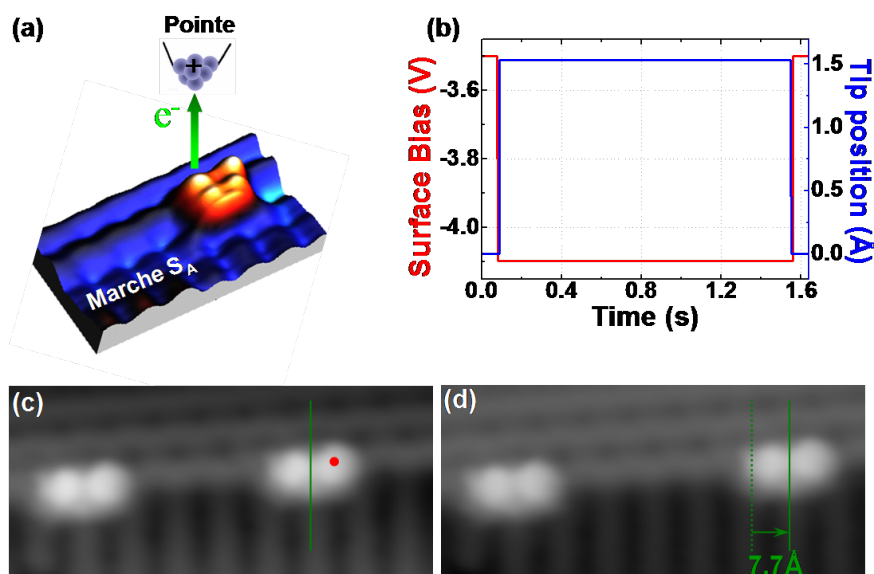 (a)
Pointe
+
e-
Marche SA
(b)
Surface Bias (V)
-3.6
-3.8
-4.0
0.0
0.4
0.8
1.2
1.6
Time (s)
1.5
1.0
0.5
0.0
Tip position (Å)
(c)
(d)
7.7Å